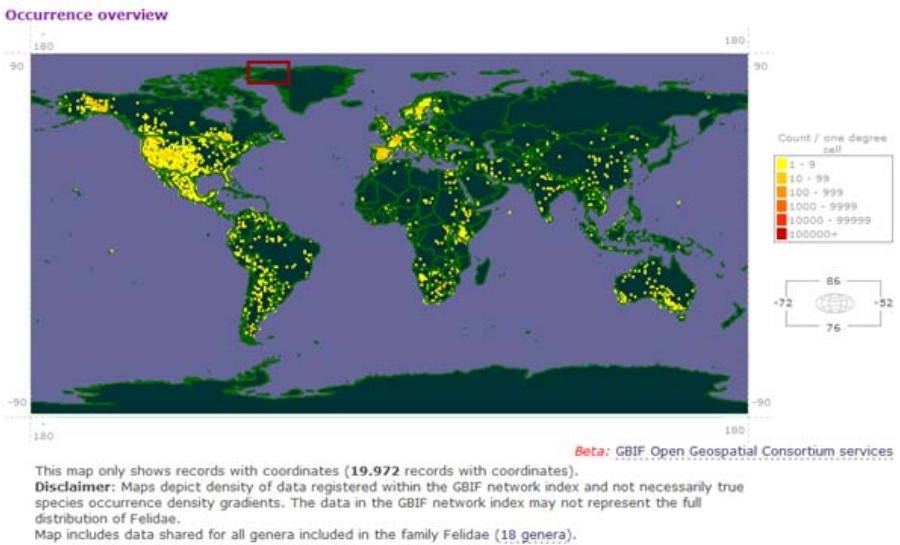 Occurrence overview
180
180
90
90
Count / one degree
cell
1 - 9
10 - 99
100 - 999
1000 - 9999
10000 - 99999
100000+
86
-72
-52
76
-90
-90
180
180
Beta: GBIF Open Geospatial Consortium services
This map only shows records with coordinates (19.972 records with coordinates).
Disclaimer: Maps depict density of data registered within the GBIF network index and not necessarily true
species occurrence density gradients. The data in the GBIF network index may not represent the full
distribution of Felidae.
Map includes data shared for all genera included in the family Felidae (18 genera).